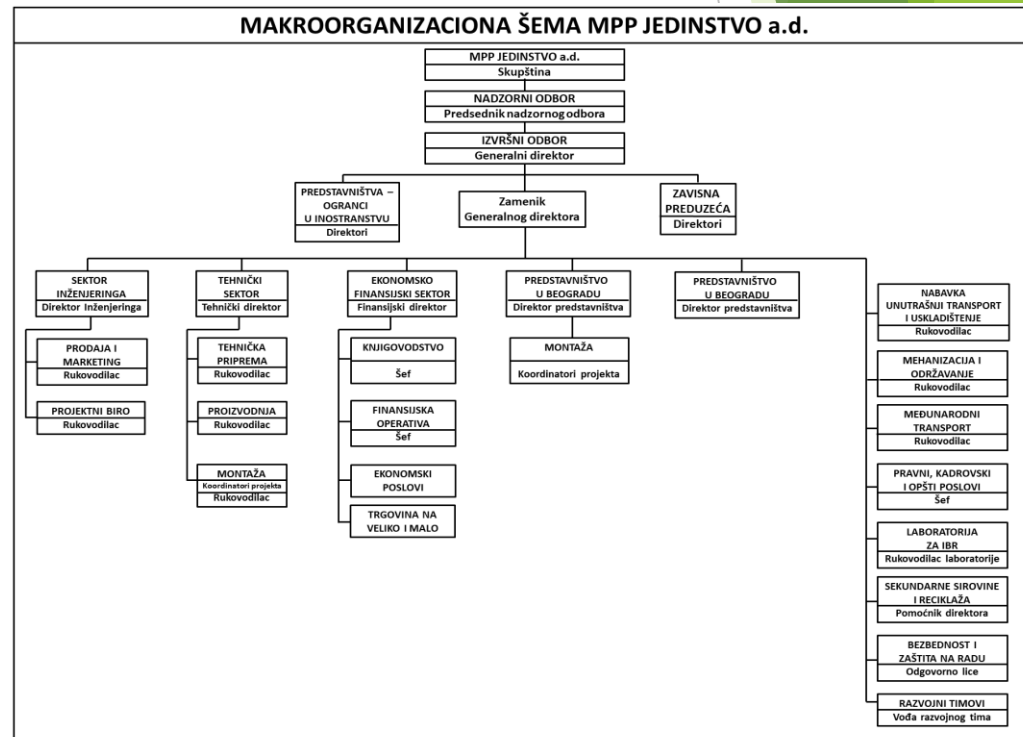 MAKROORGANIZACIONA ŠEMA MPP JEDINSTVO a.d.
MPP JEDINSTVO a.d.
Skupština
NADZORNI ODBOR
Predsednik nadzornog odbora
IZVRŠNI ODBOR
Generalni direktor
PREDSTAVNIŠTVA –
OGRANCI
U INOSTRANSTVU
Direktori
Zamenik
Generalnog direktora
ZAVISNA
PREDUZEĆA
Direktori
SEKTOR
INŽENJERINGA
Direktor Inženjeringa
PRODAJA I
MARKETING
Rukovodilac
PROJEKTNI BIRO
Rukovodilac
TEHNIČKI
SEKTOR
Tehnički direktor
TEHNIČKA
PRIPREMA
Rukovodilac
PROIZVODNJA
Rukovodilac
MONTAŽA
Koordinatori projekta
Rukovodilac
EKONOMSKO
FINANSIJSKI SEKTOR
Finansijski direktor
KNJIGOVODSTVO
Šef
FINANSIJSKA
OPERATIVA
Šef
EKONOMSKI
POSLOVI
TRGOVINA NA
VELIKO I MALO
PREDSTAVNIŠTVO
U BEOGRADU
Direktor predstavništva
MONTAŽA
Koordinatori projekta
PREDSTAVNIŠTVO
U BEOGRADU
Direktor predstavništva
NABAVKA
UNUTRAŠNJI TRANSPORT
I USKLADIŠTENJE
Rukovodilac
MEHANIZACIJA I
ODRŽAVANJE
Rukovodilac
MEĐUNARODNI
TRANSPORT
Rukovodilac
PRAVNI, KADROVSKI
I OPŠTI POSLOVI
Šef
LABORATORIJA
ZA IBR
Rukovodilac laboratorije
SEKUNDARNE SIROVINE
I RECIKLAŽA
Pomoćnik direktora
BEZBEDNOST I
ZAŠTITA NA RADU
Odgovorno lice
RAZVOJNI TIMOVI
Vođa razvojnog tima